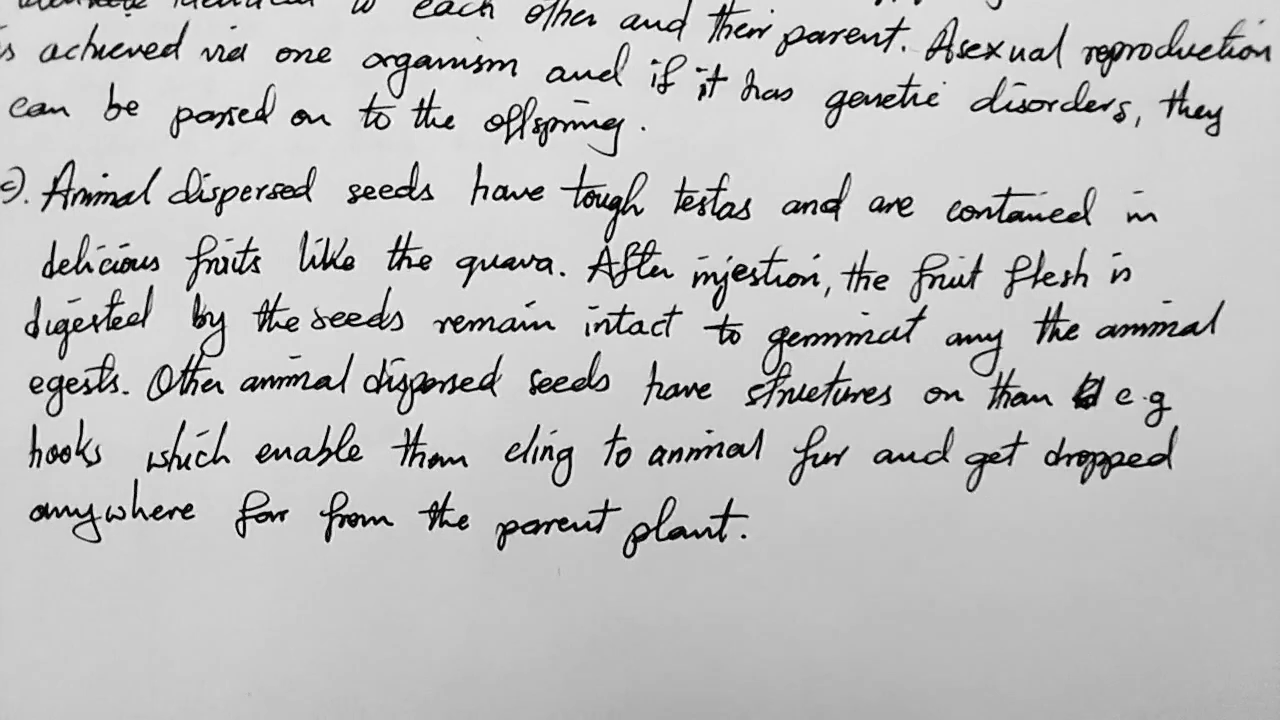 identical to each other and their parent. Asexual reproduction
is achieved via one organism and if it has genetic disorders, they
can be passed on to the offspring.
c). Animal dispersed seeds have tough testas and are contained in
delicious fruits like the guava. After injestion, the fruit flesh is
digested by the seeds remain intact to germinat any the animal
egests. Other animal dispersed seeds have structures on them e.g
hooks which enable them cling to animal fur and get dropped
anywhere far from the parent plant.